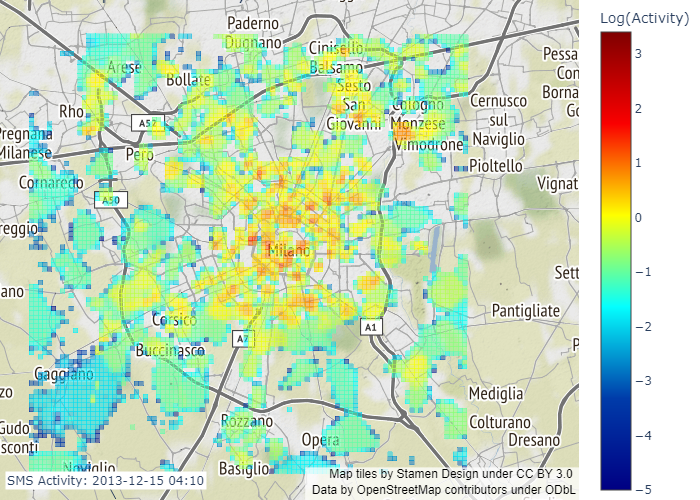 Log(Activity)
3
2
1
0
−1
−2
−3
−4
−5
Paderno
Dugnano
Cinisello
Balsamo
Arese
Bollate
Sesto
San
Giovanni
Cologno
Monzese
Vimodrone
Cernusco
sul
Naviglio
Pioltello
Pessa
Con
Borna
Go
Rho
A52
Pregnana
Milanese
Pero
Cornaredo
A50
Vignat
reggio
Milano
Sett
ano
Corsico
A7
A1
Pantigliate
Buccinasco
P
Gaggiano
zo
Mediglia
Rozzano
Colturano
Gudo
sconti
Opera
Dresano
Noviglio
Basiglio
SMS Activity: 2013-12-15 04:10
Map tiles by Stamen Design under CC BY 3.0
Data by OpenStreetMap contributors under ODbL